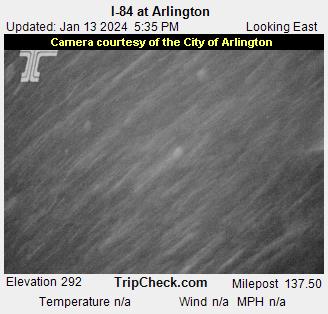 I-84 at Arlington
Updated: Jan 13 2024 5:35 PM Looking East
Camera courtesy of the City of Arlington
Elevation 292 TripCheck.com Milepost 137.50
Temperature n/a Wind n/a MPH n/a